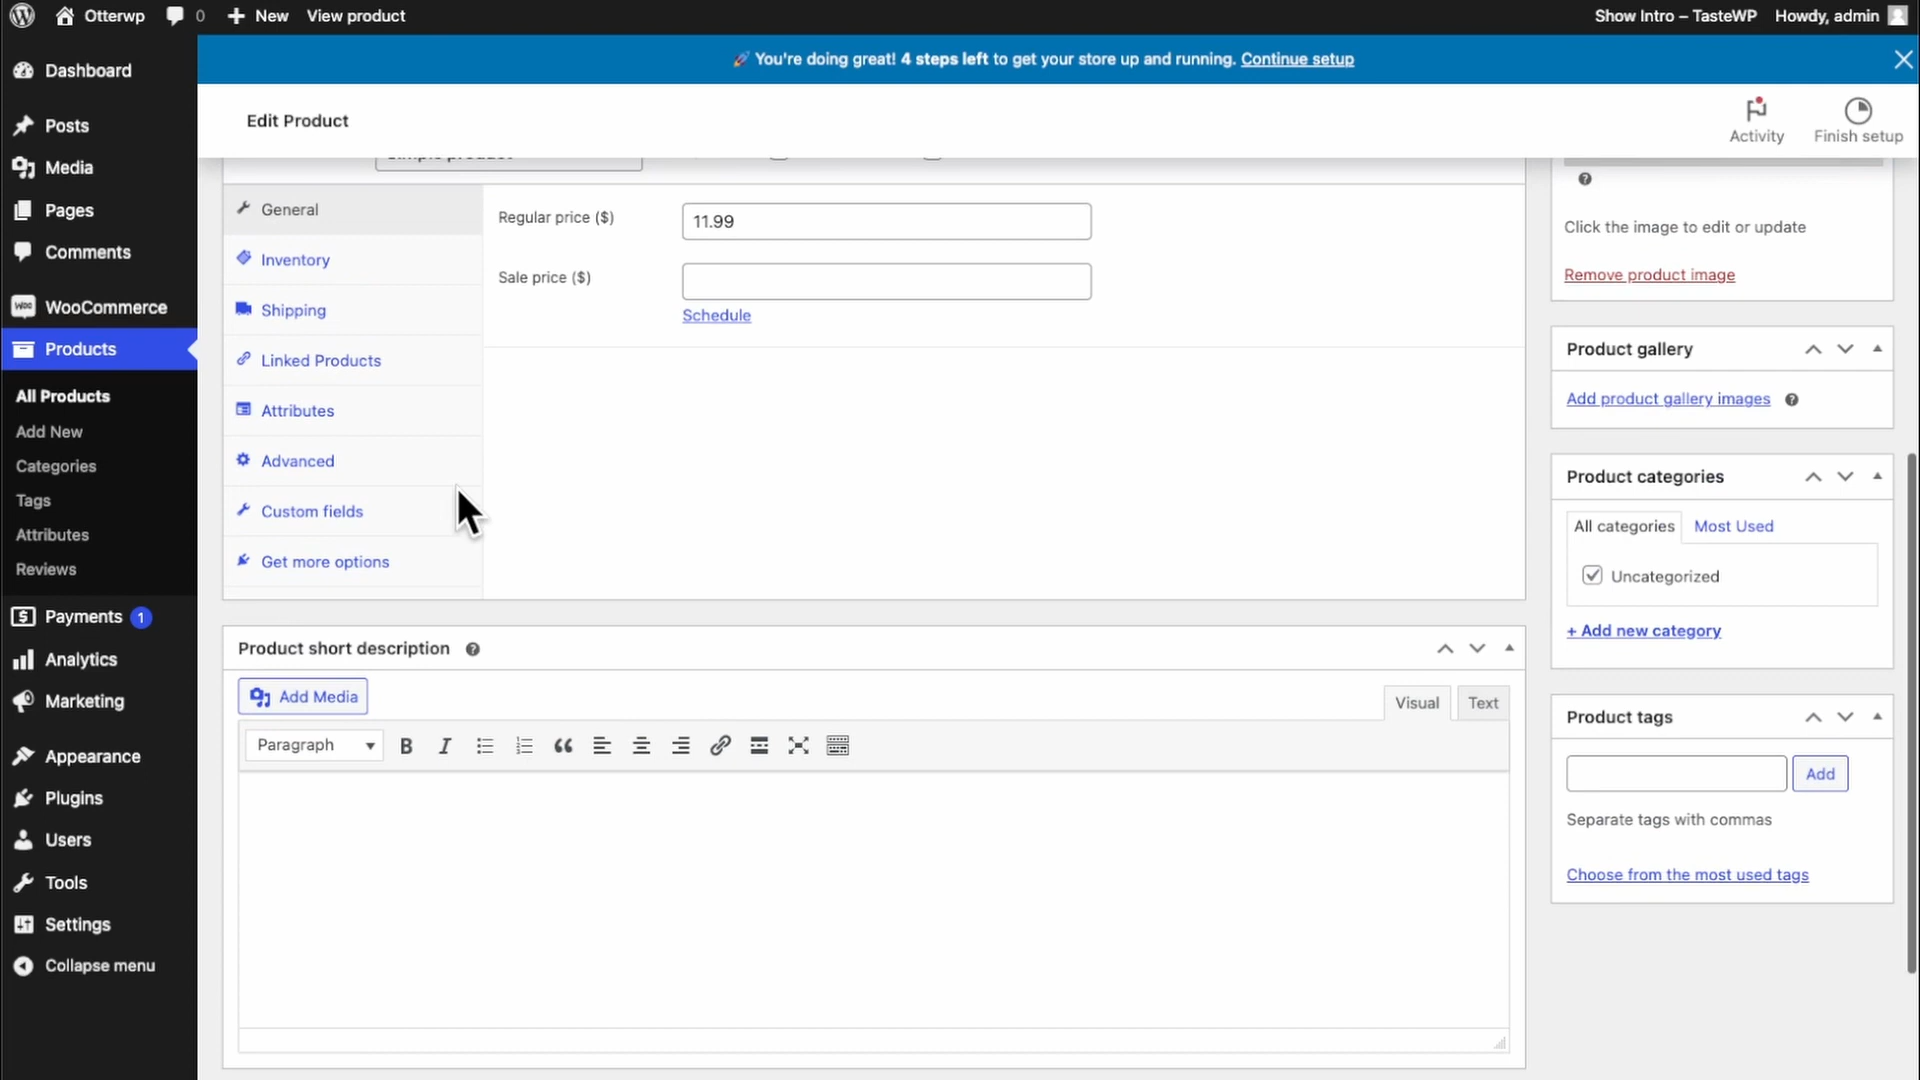 Otterwp 0 New View product Show Intro – TasteWP Howdy, admin
🚀 You're doing great! 4 steps left to get your store up and running. Continue setup
Edit Product
Activity
Finish setup
Dashboard
Posts
Media
Pages
Comments
WooCommerce
Products
All Products
Add New
Categories
Tags
Attributes
Reviews
Payments 1
Analytics
Marketing
Appearance
Plugins
Users
Tools
Settings
Collapse menu
General
Inventory
Shipping
Linked Products
Attributes
Advanced
Custom fields
Get more options
Regular price ($) 11.99
Sale price ($)
Schedule
Product short description
Add Media
Visual Text
Paragraph
Click the image to edit or update
Remove product image
Product gallery
Add product gallery images
Product categories
All categories Most Used
Uncategorized
+ Add new category
Product tags
Add
Separate tags with commas
Choose from the most used tags